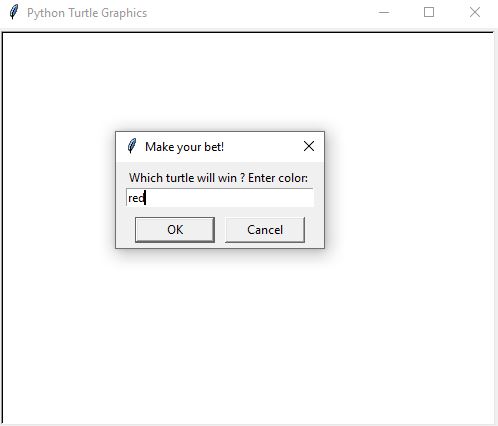 Python Turtle Graphics
Make your bet!
Which turtle will win ? Enter color:
red
OK
Cancel